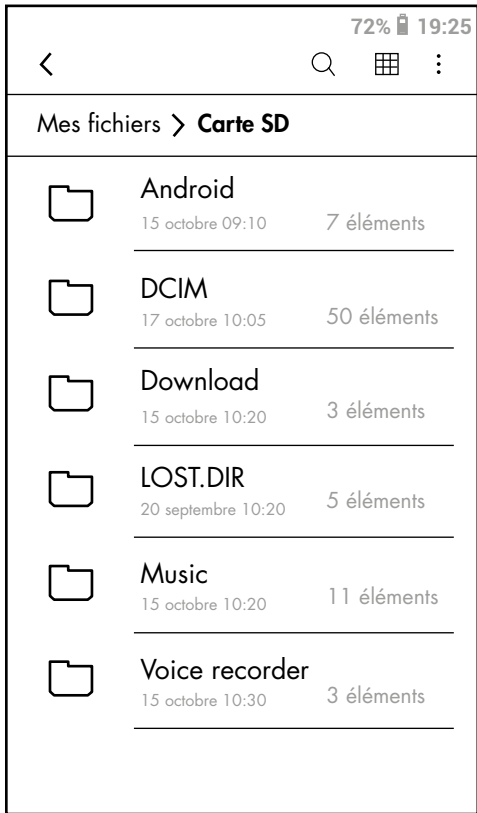 72% 19:25
Mes fichiers > Carte SD
Android
15 octobre 09:10 7 éléments
DCIM
17 octobre 10:05 50 éléments
Download
15 octobre 10:20 3 éléments
LOST.DIR
20 septembre 10:20 5 éléments
Music
15 octobre 10:20 11 éléments
Voice recorder
15 octobre 10:30 3 éléments